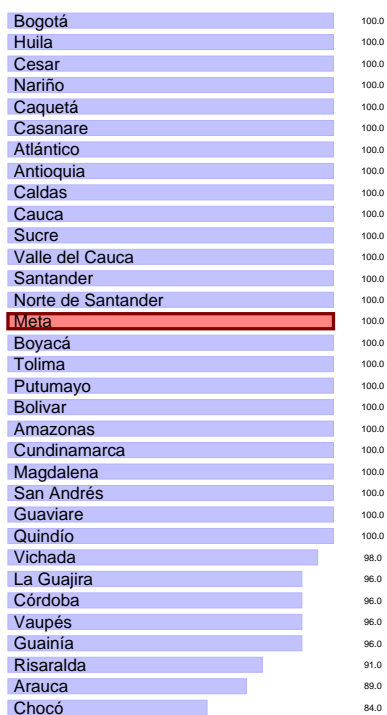 Bogotá 100.0
Huila 100.0
Cesar 100.0
Nariño 100.0
Caquetá 100.0
Casanare 100.0
Atlántico 100.0
Antioquia 100.0
Caldas 100.0
Cauca 100.0
Sucre 100.0
Valle del Cauca 100.0
Santander 100.0
Norte de Santander 100.0
Meta 100.0
Boyacá 100.0
Tolima 100.0
Putumayo 100.0
Bolivar 100.0
Amazonas 100.0
Cundinamarca 100.0
Magdalena 100.0
San Andrés 100.0
Guaviare 100.0
Quindío 100.0
Vichada 98.0
La Guajira 96.0
Córdoba 96.0
Vaupés 96.0
Guainía 96.0
Risaralda 91.0
Arauca 89.0
Chocó 84.0